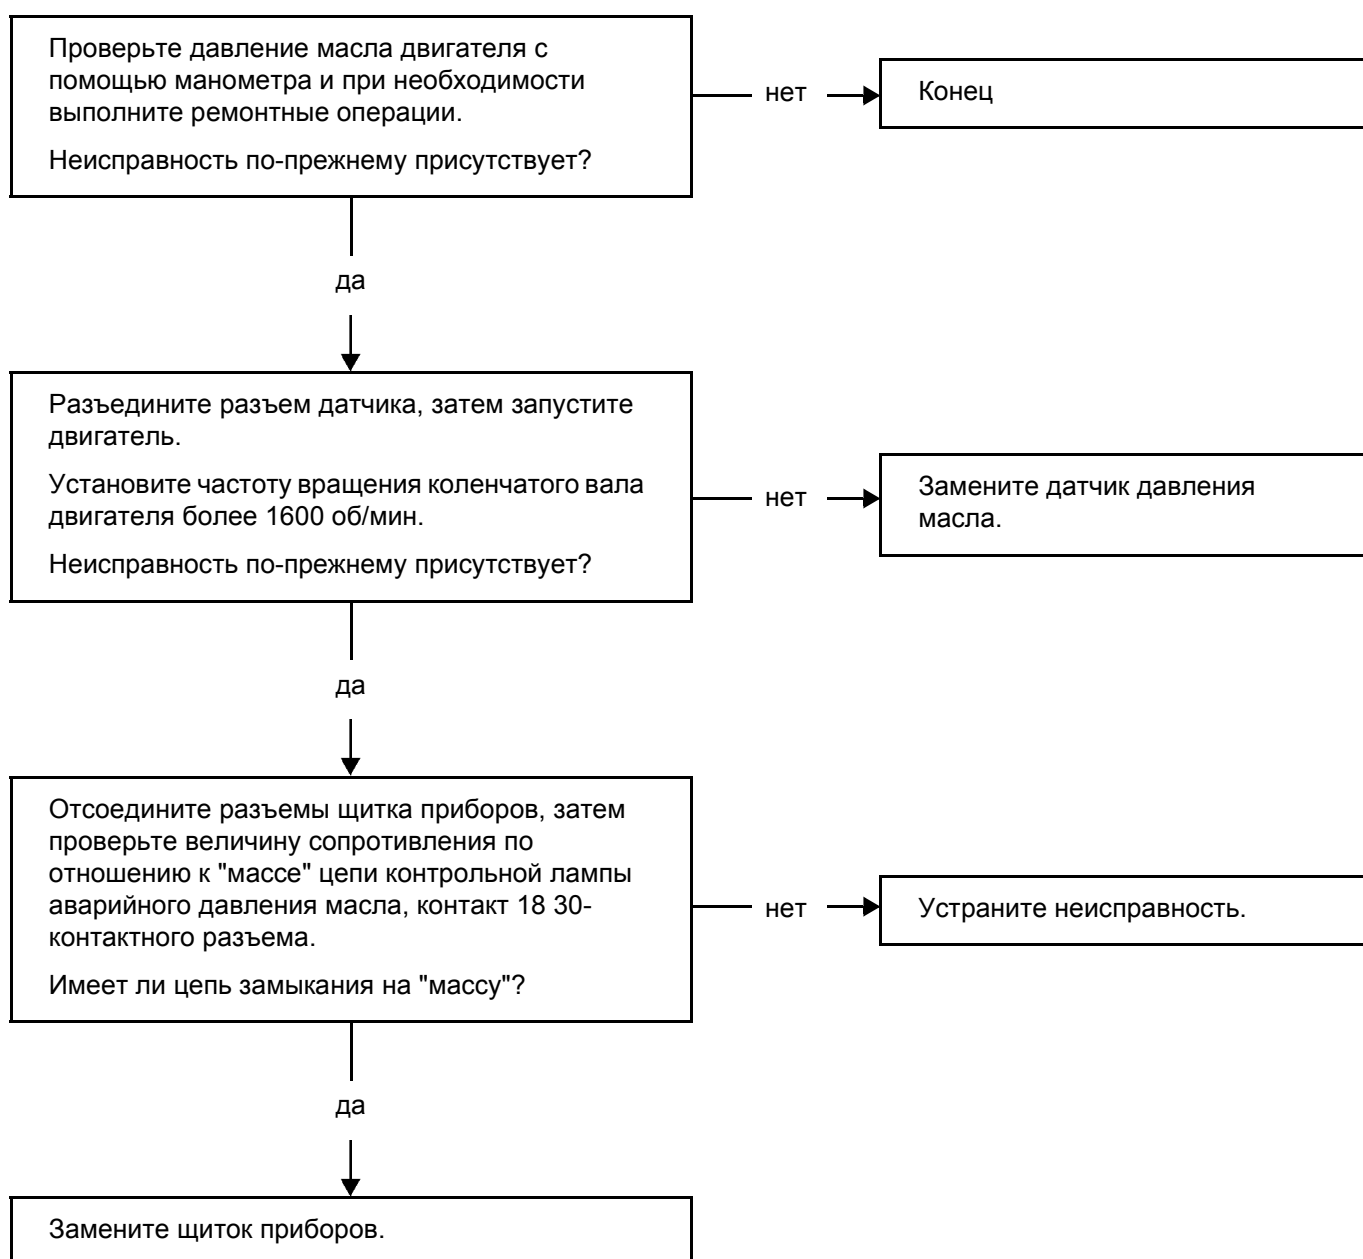 Проверьте давление масла двигателя с
помощью манометра и при необходимости
выполните ремонтные операции.
Неисправность по-прежнему присутствует?
нет
Конец
да
Разъедините разъем датчика, затем запустите
двигатель.
Установите частоту вращения коленчатого вала
двигателя более 1600 об/мин.
Неисправность по-прежнему присутствует?
нет
Замените датчик давления
масла.
да
Отсоедините разъемы щитка приборов, затем
проверьте величину сопротивления по
отношению к "массе" цепи контрольной лампы
аварийного давления масла, контакт 18 30-
контактного разъема.
Имеет ли цепь замыкания на "массу"?
нет
Устраните неисправность.
да
Замените щиток приборов.